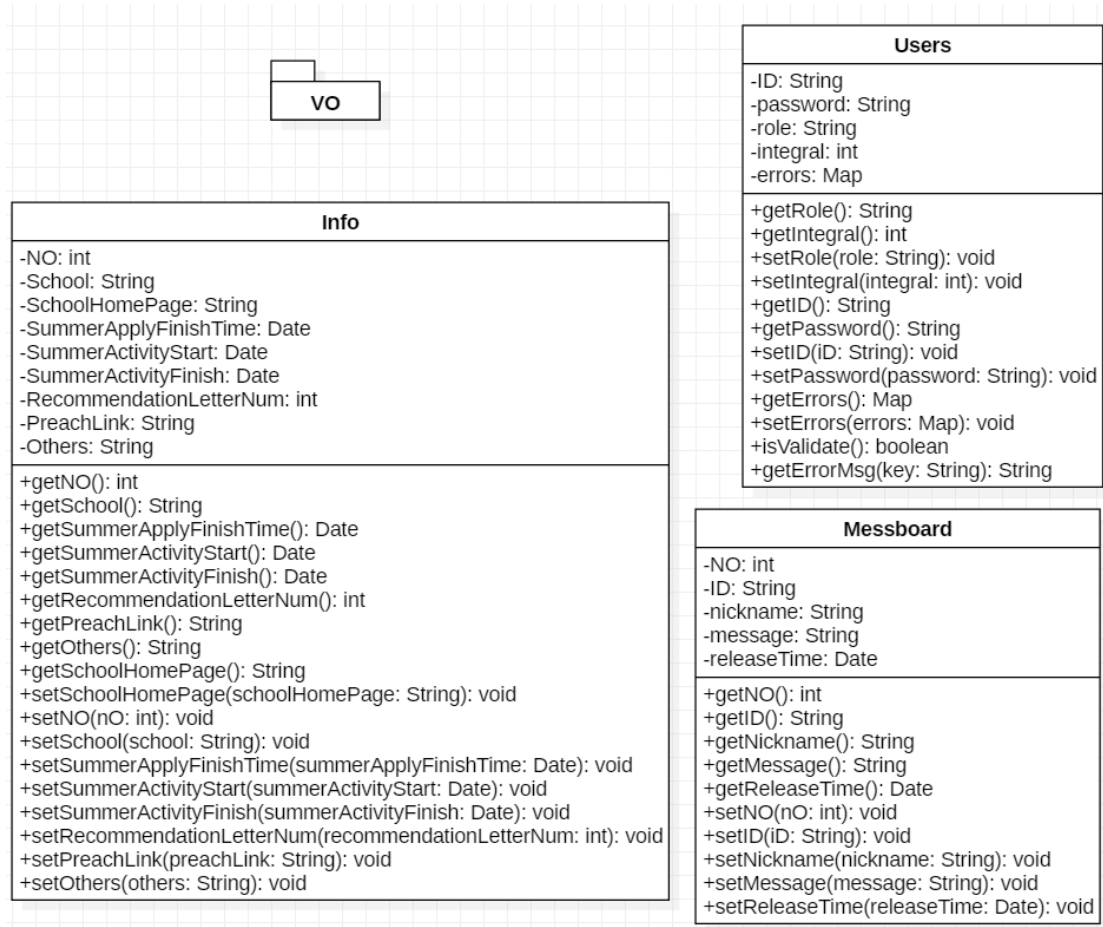 VO
Info
-NO: int
-School: String
-SchoolHomePage: String
-SummerApplyFinishTime: Date
-SummerActivityStart: Date
-SummerActivityFinish: Date
-RecommendationLetterNum: int
-PreachLink: String
-Others: String
+getNO(): int
+getSchool(): String
+getSummerApplyFinishTime(): Date
+getSummerActivityStart(): Date
+getSummerActivityFinish(): Date
+getRecommendationLetterNum(): int
+getPreachLink(): String
+getOthers(): String
+getSchoolHomePage(): String
+setSchoolHomePage(schoolHomePage: String): void
+setNO(nO: int): void
+setSchool(school: String): void
+setSummerApplyFinishTime(summerApplyFinishTime: Date): void
+setSummerActivityStart(summerActivityStart: Date): void
+setSummerActivityFinish(summerActivityFinish: Date): void
+setRecommendationLetterNum(recommendationLetterNum: int): void
+setPreachLink(preachLink: String): void
+setOthers(others: String): void
Users
-ID: String
-password: String
-role: String
-integral: int
-errors: Map
+getRole(): String
+getIntegral(): int
+setRole(role: String): void
+setIntegral(integral: int): void
+getID(): String
+getPassword(): String
+setID(iD: String): void
+setPassword(password: String): void
+getErrors(): Map
+setErrors(errors: Map): void
+isValidate(): boolean
+getErrorMsg(key: String): String
Messboard
-NO: int
-ID: String
-nickname: String
-message: String
-releaseTime: Date
+getNO(): int
+getID(): String
+getNickname(): String
+getMessage(): String
+getReleaseTime(): Date
+setNO(nO: int): void
+setID(iD: String): void
+setNickname(nickname: String): void
+setMessage(message: String): void
+setReleaseTime(releaseTime: Date): void